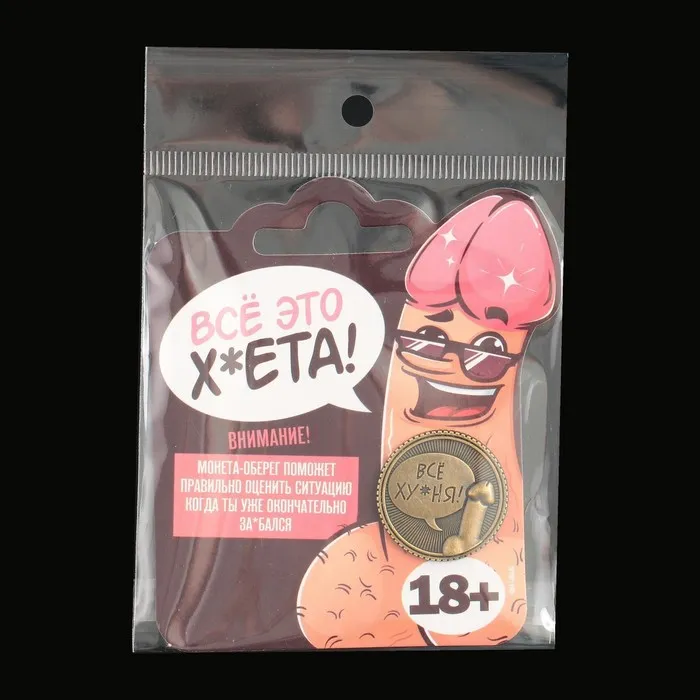 ВСЁ ЭТО
Х*ЕТА!
ВНИМАНИЕ!
МОНЕТА-ОБЕРЕГ ПОМОЖЕТ
ПРАВИЛЬНО ОЦЕНИТЬ СИТУАЦИЮ
КОГДА ТЫ УЖЕ ОКОНЧАТЕЛЬНО
ЗА*БАЛСЯ
ВСЁ
ХУ*НЯ!
18+